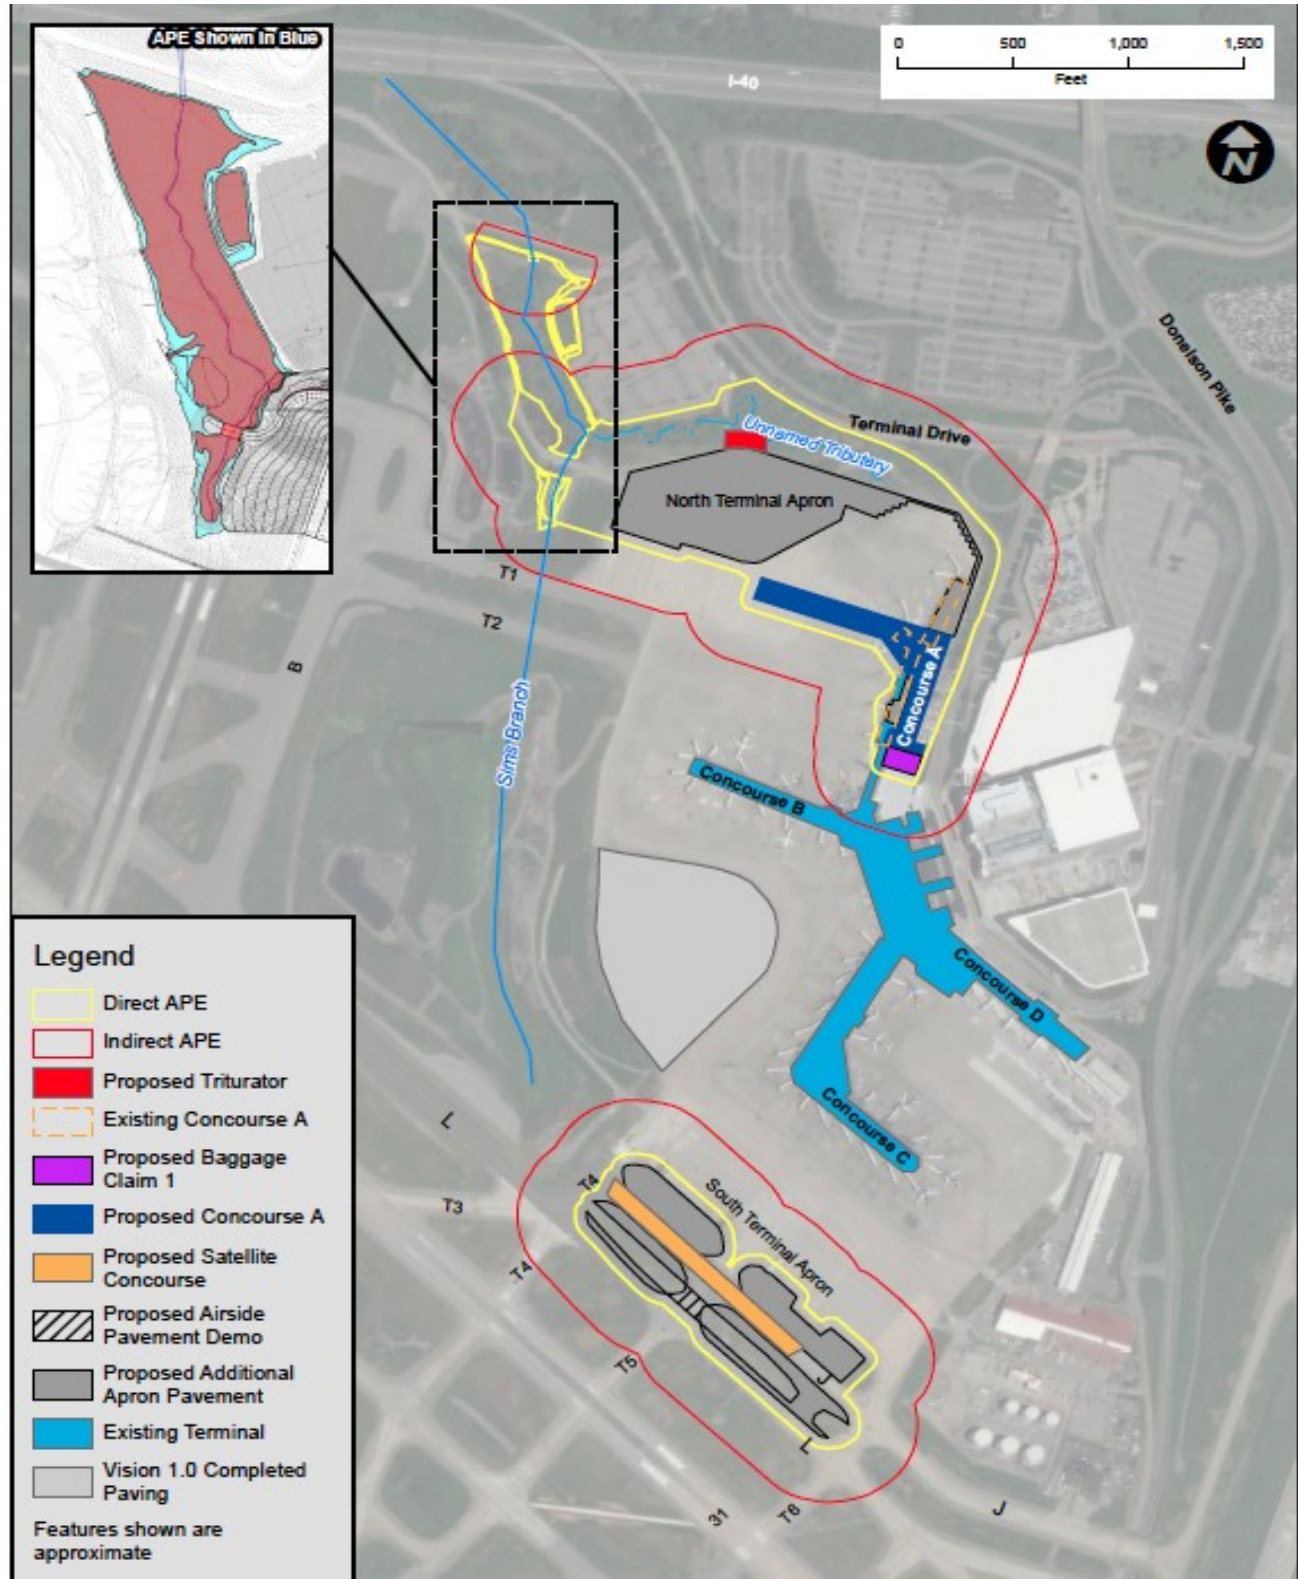 APE Shown in Blue
0 500 1,000 1,500
Feet
I-40
N
Donelson Pike
Terminal Drive
Unnamed Tributary
North Terminal Apron
T1
T2
B
Sims Branch
Concourse A
Concourse B
Concourse D
Concourse C
L
T3
T4
T4
South Terminal Apron
T5
L
31
T6
J
Legend
Direct APE
Indirect APE
Proposed Triturator
Existing Concourse A
Proposed Baggage
Claim 1
Proposed Concourse A
Proposed Satellite
Concourse
Proposed Airside
Pavement Demo
Proposed Additional
Apron Pavement
Existing Terminal
Vision 1.0 Completed
Paving
Features shown are
approximate